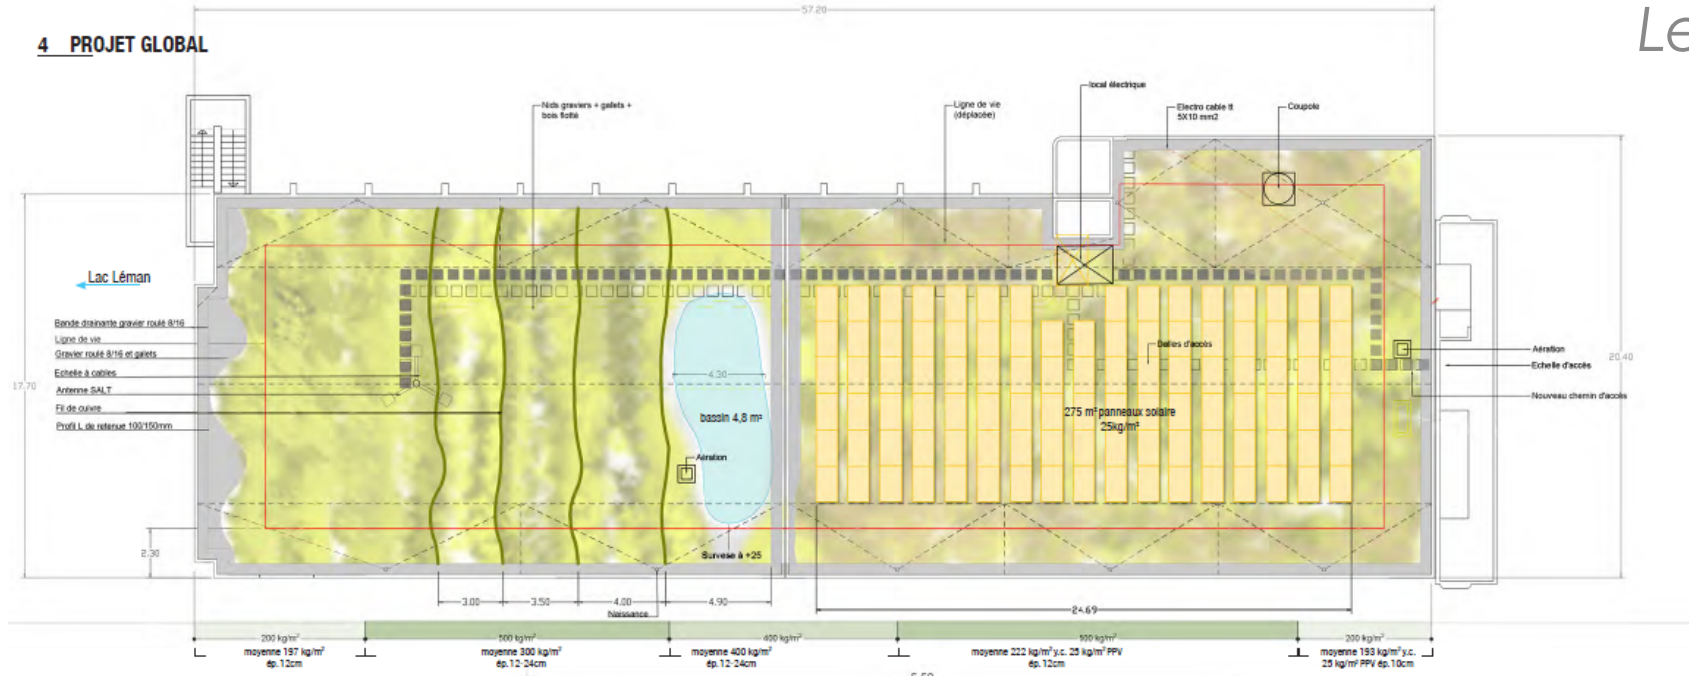 57.20
Le
4 PROJET GLOBAL
local électrique
Nids graviers + galets +
bois flotté
Ligne de vie
(déplacée)
Electro cable tt
5X10 mm2
Coupole
Lac Léman
Bande drainante gravier roulé 8/16
Ligne de vie
Gravier roulé 8/16 et galets
Echelle à cables
Antenne SALT
Fil de cuivre
Profil L de retenue 100/150mm
17.70
2.30
4.30
bassin 4,8 m²
Aération
Dalles d'accès
275 m² panneaux solaire
25kg/m²
Aération
Echelle d'accès
Nouveau chemin d'accès
20.40
Survese à +25
3.00
3.50
4.00
4.90
Naissance
24.69
200 kg/m²
500 kg/m²
400 kg/m²
500 kg/m²
200 kg/m²
moyenne 197 kg/m²
ép.12cm
moyenne 300 kg/m²
ép.12-24cm
moyenne 400 kg/m²
ép.12-24cm
moyenne 222 kg/m² y.c. 25 kg/m² PPV
ép.12cm
moyenne 193 kg/m² y.c.
25 kg/m² PPV ép.10cm